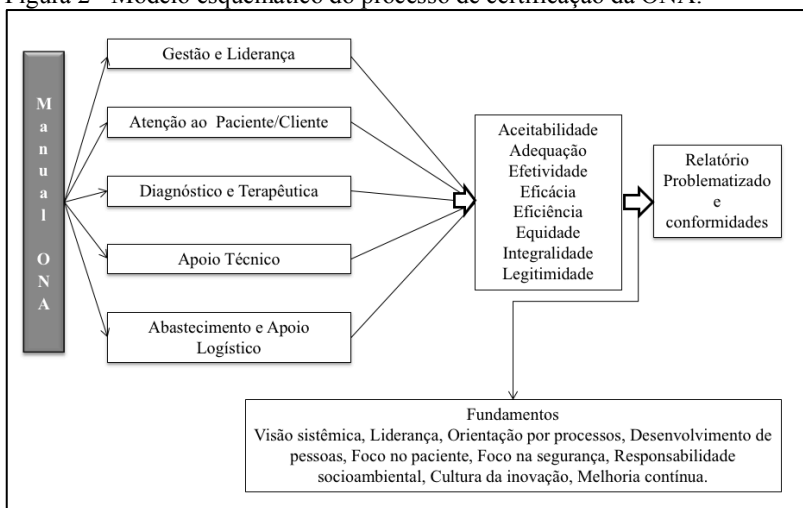 Figura 2 - Modelo esquemático do processo de certificação da ONA.
Manual ONA
Gestão e Liderança
Atenção ao Paciente/Cliente
Diagnóstico e Terapêutica
Apoio Técnico
Abastecimento e Apoio
Logístico
Aceitabilidade
Adequação
Efetividade
Eficácia
Eficiência
Equidade
Integralidade
Legitimidade
Relatório
Problematizado
e
conformidades
Fundamentos
Visão sistêmica, Liderança, Orientação por processos, Desenvolvimento de
pessoas, Foco no paciente, Foco na segurança, Responsabilidade
socioambiental, Cultura da inovação, Melhoria contínua.